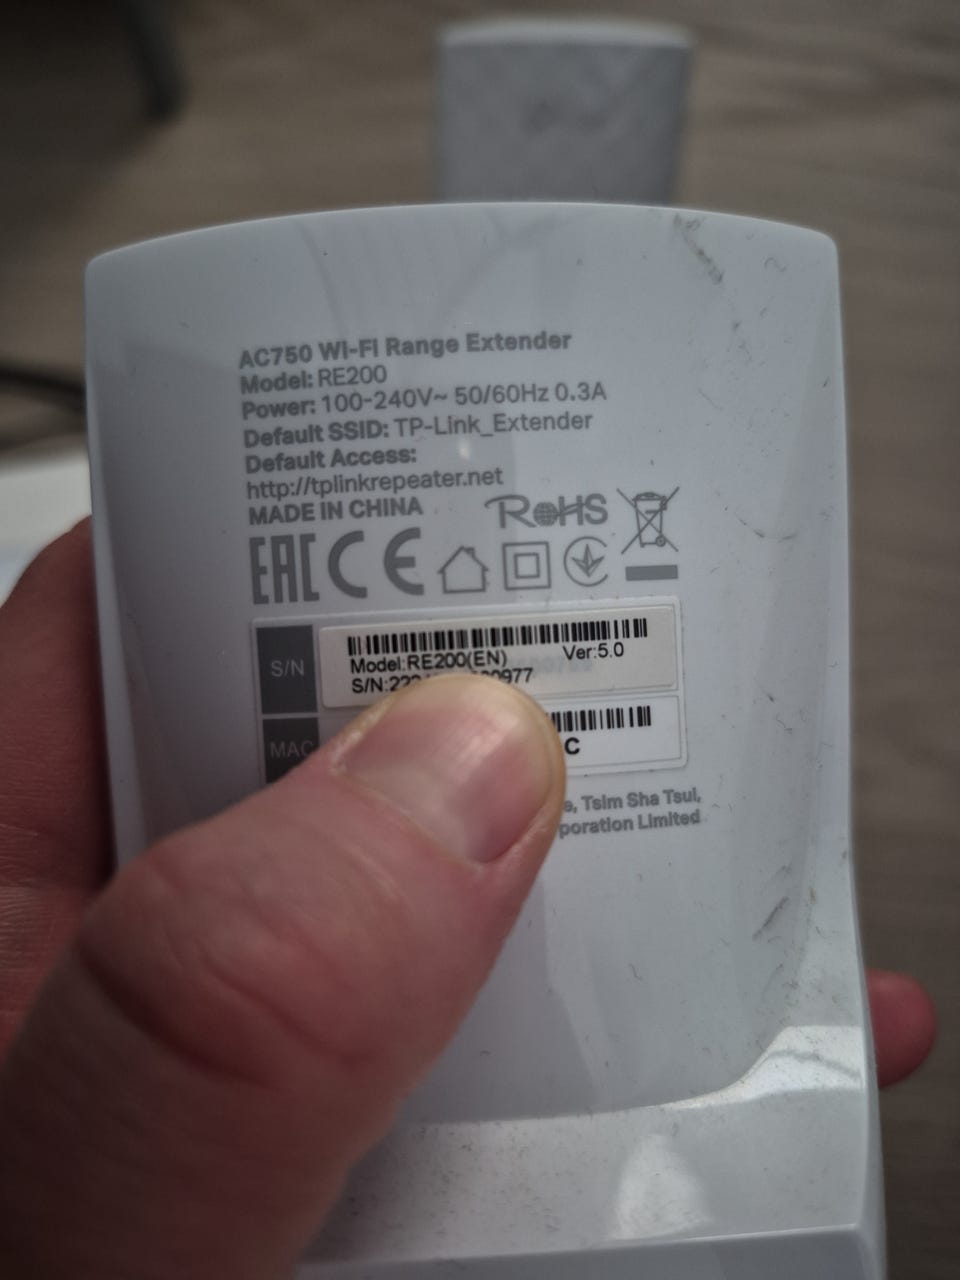 AC750 Wi-Fi Range Extender
Model: RE200
Power: 100-240V~ 50/60Hz 0.3A
Default SSID: TP-Link_Extender
Default Access:
http://tplinkrepeater.net
MADE IN CHINA
RoHS
EAC CE
S/N
Model:RE200(EN) Ver:5.0
S/N:222 0977
MAC
C
e, Tsim Sha Tsui,
poration Limited